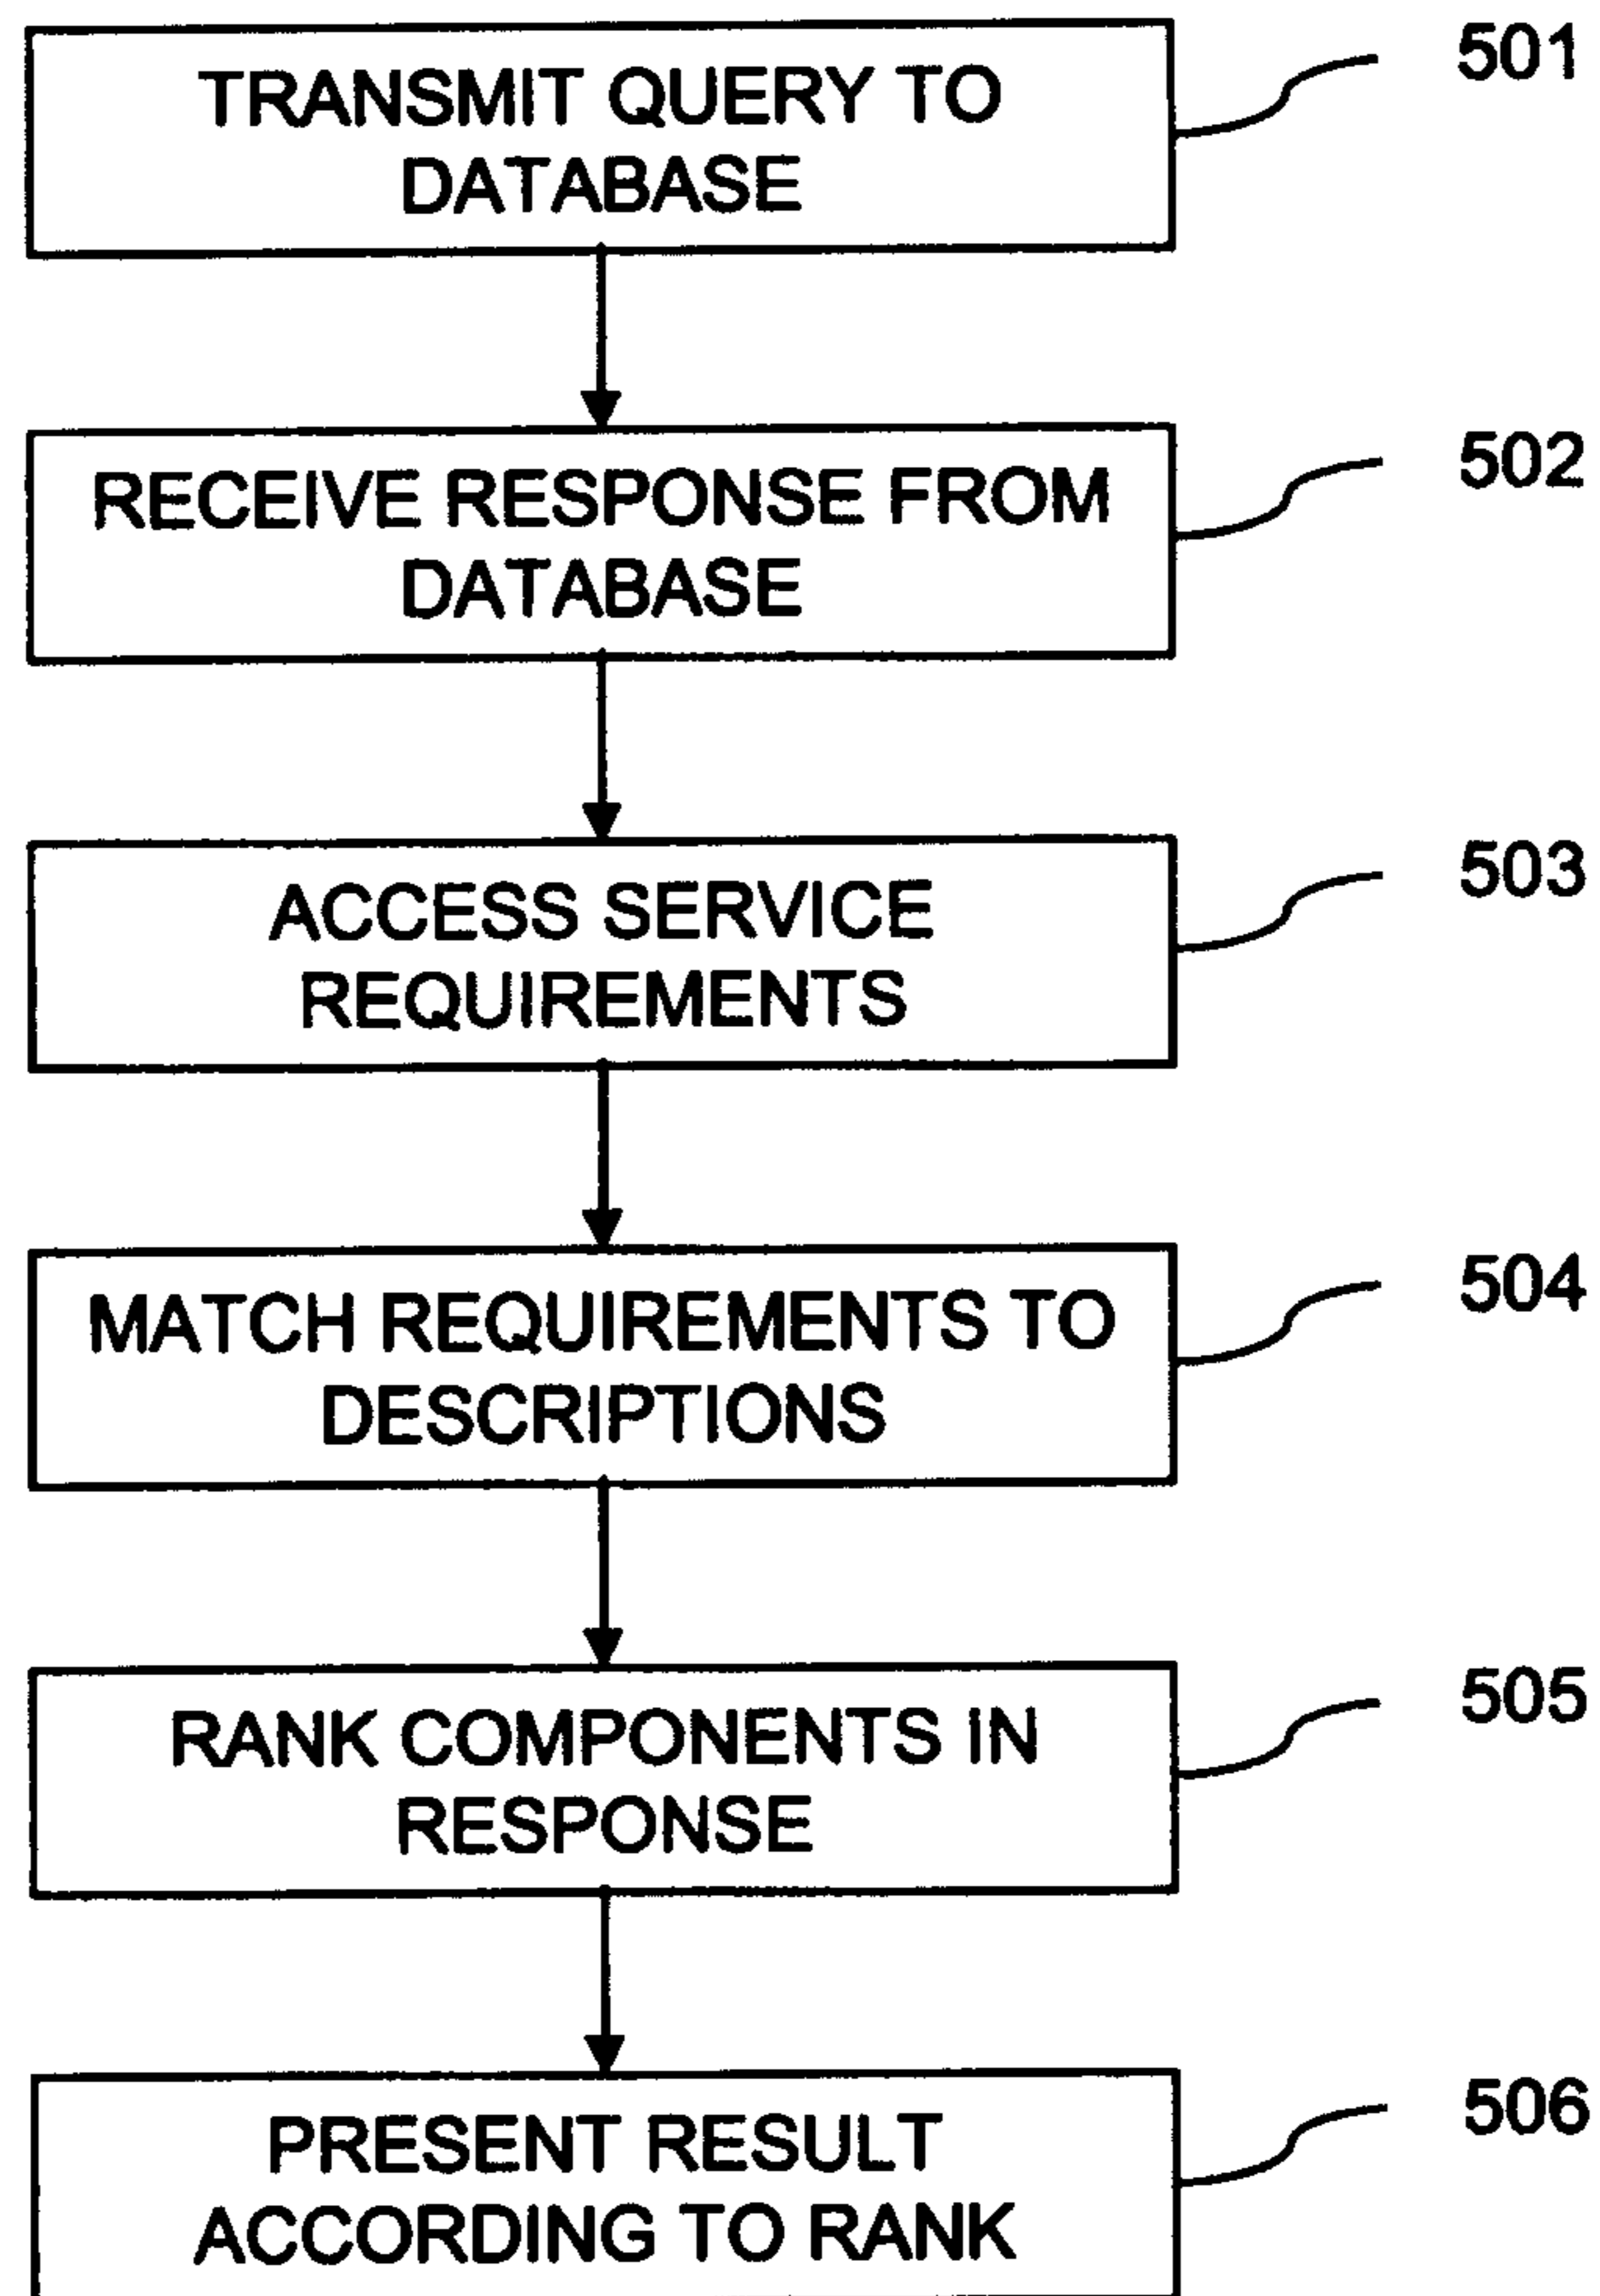 TRANSMIT QUERY TO
DATABASE
501
RECEIVE RESPONSE FROM
DATABASE
502
ACCESS SERVICE
REQUIREMENTS
503
MATCH REQUIREMENTS TO
DESCRIPTIONS
504
RANK COMPONENTS IN
RESPONSE
505
PRESENT RESULT
ACCORDING TO RANK
506